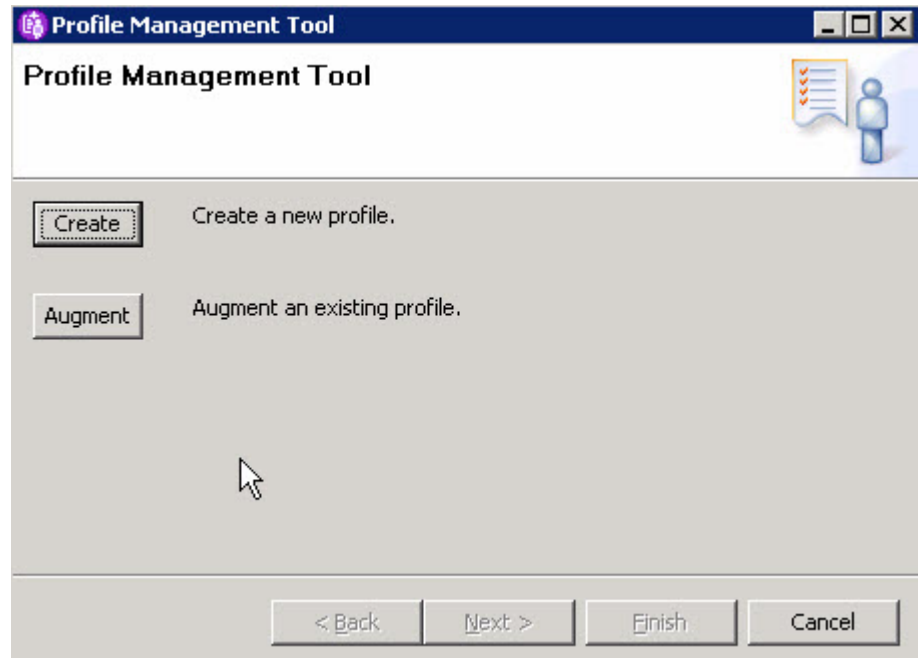 Profile Management Tool
Profile Management Tool
Create Create a new profile.
Augment Augment an existing profile.
< Back Next > Finish Cancel